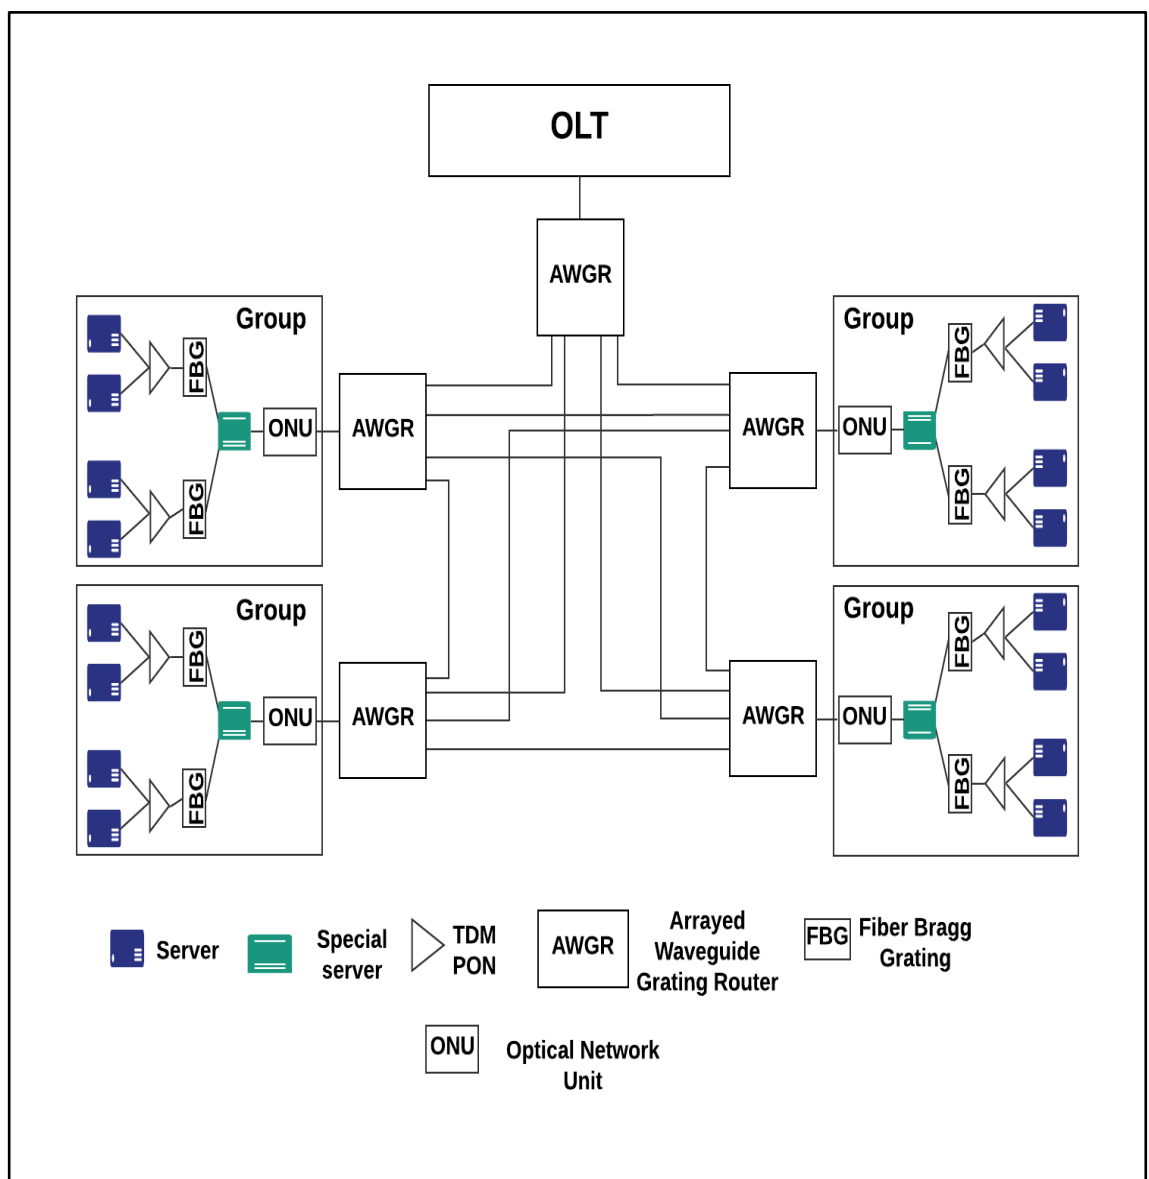 OLT
AWGR
Group
FBG
ONU
FBG
AWGR
AWGR
Group
FBG
ONU
FBG
Group
FBG
ONU
FBG
AWGR
AWGR
Group
FBG
ONU
FBG
Server
Special
server
TDM
PON
AWGR
Arrayed
Waveguide
Grating Router
FBG
Fiber Bragg
Grating
ONU
Optical Network
Unit